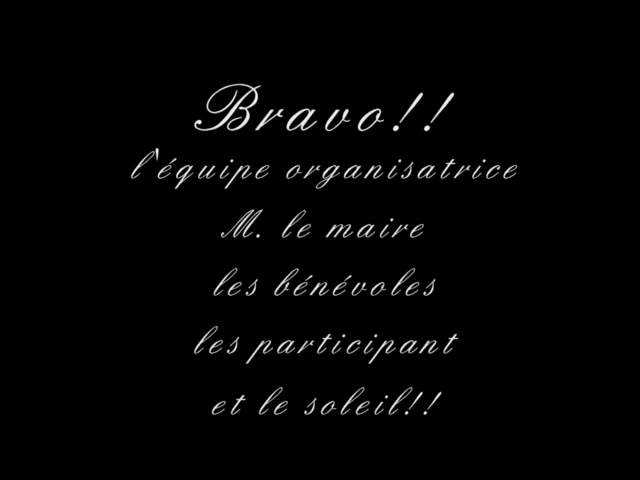 Bravo!!
l'équipe organisatrice
M. le maire
les bénévoles
les participant
et le soleil!!